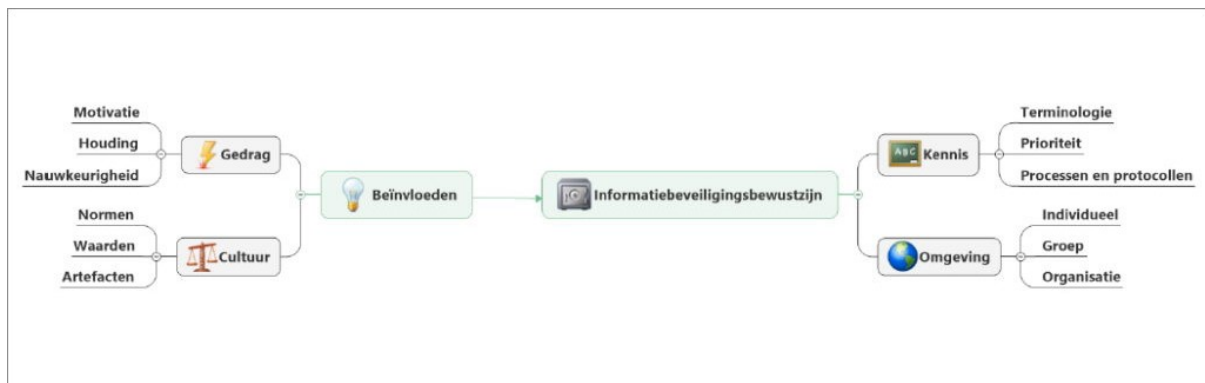 Motivatie
Houding
Nauwkeurigheid
Gedrag
Normen
Waarden
Artefacten
Cultuur
Beïnvloeden
Informatiebeveiligingsbewustzijn
ABC
Kennis
Terminologie
Prioriteit
Processen en protocollen
Omgeving
Individueel
Groep
Organisatie